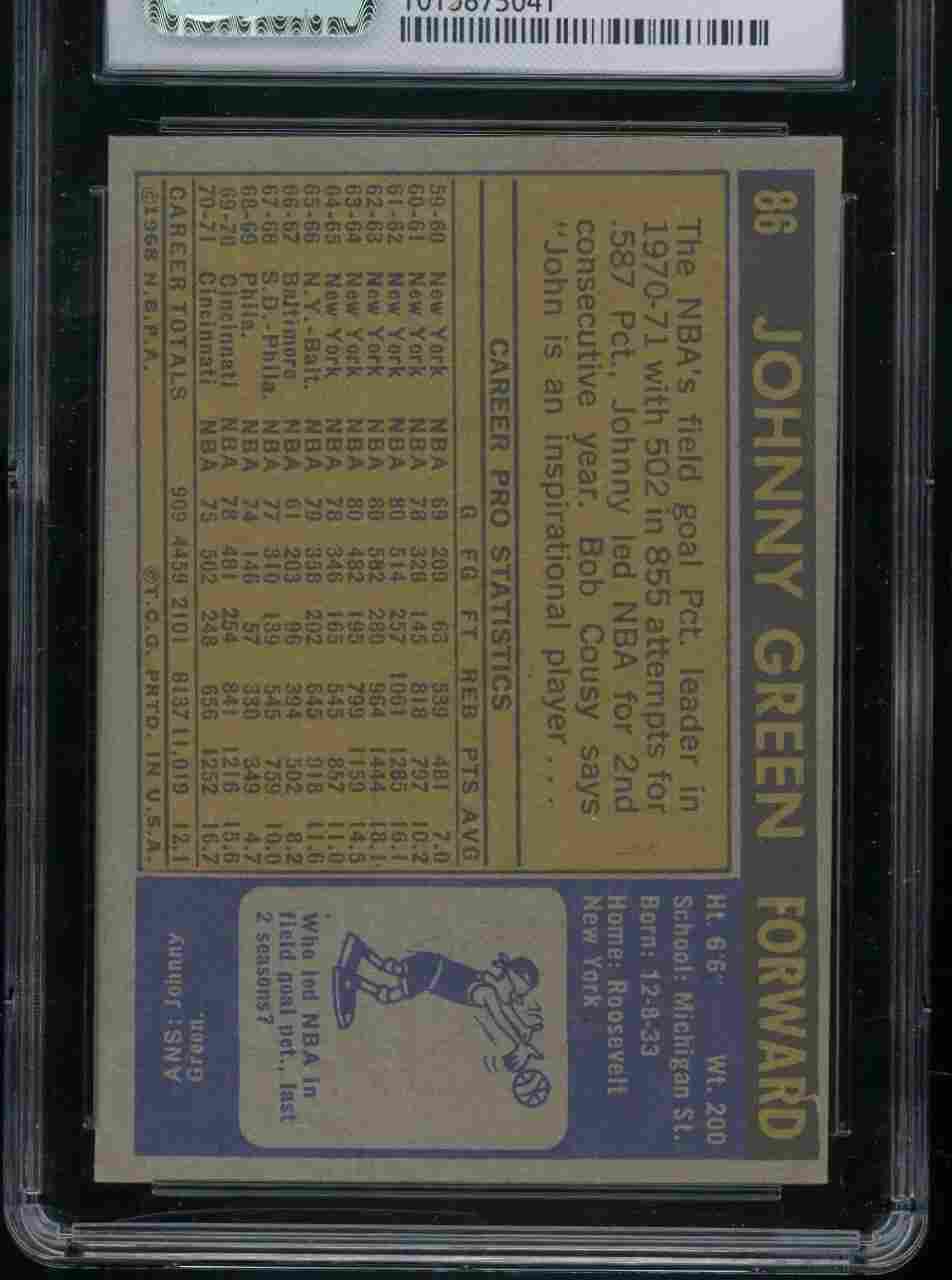 86 JOHNNY GREEN FORWARD
The NBA's field goal Pct. leader in
1970-71 with 502 in 855 attempts for
.587 Pct., Johnny led NBA for 2nd
consecutive year. Bob Cousy says
"John is an inspirational player...
CAREER PRO STATISTICS
G FG FT REB PTS AVG
59-60 New York NBA 69 209 63 539 481 7.0
60-61 New York NBA 78 326 145 818 797 10.2
61-62 New York NBA 80 514 257 1061 1285 16.1
62-63 New York NBA 80 582 280 964 1444 18.1
63-64 New York NBA 80 482 195 799 1159 14.5
64-65 New York NBA 78 346 165 545 857 11.0
65-66 N.Y.-Balt. NBA 79 358 202 645 918 11.6
66-67 Baltimore NBA 61 203 96 394 502 8.2
67-68 S.D.-Phila. NBA 77 310 139 545 759 10.0
68-69 Phila. NBA 74 146 57 330 349 4.7
69-70 Cincinnati NBA 78 481 254 841 1216 15.6
70-71 Cincinnati NBA 75 502 248 656 1252 16.7
CAREER TOTALS 909 4459 2101 8137 11,019 12.1
©1968 N.B.P.A. ©T.C.G. PRTD. IN U.S.A.
Ht. 6'6" Wt. 200
School: Michigan St.
Born: 12-8-33
Home: Roosevelt
New York
Who led NBA in
field goal pct., last
2 seasons?
ANS: Johnny
Green.